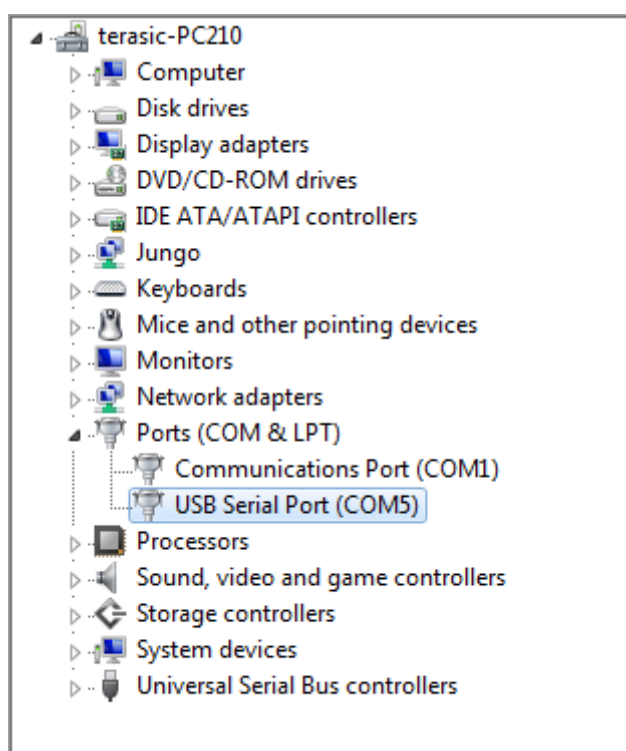 terasic-PC210
Computer
Disk drives
Display adapters
DVD/CD-ROM drives
IDE ATA/ATAPI controllers
Jungo
Keyboards
Mice and other pointing devices
Monitors
Network adapters
Ports (COM & LPT)
Communications Port (COM1)
USB Serial Port (COM5)
Processors
Sound, video and game controllers
Storage controllers
System devices
Universal Serial Bus controllers